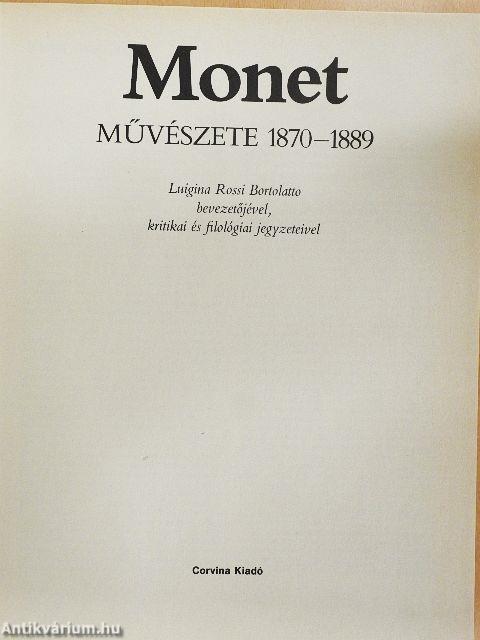 Monet
MŰVÉSZETE 1870–1889
Luigina Rossi Bortolatto
bevezetőjével,
kritikai és filológiai jegyzeteivel
Corvina Kiadó
Antikvárium.hu